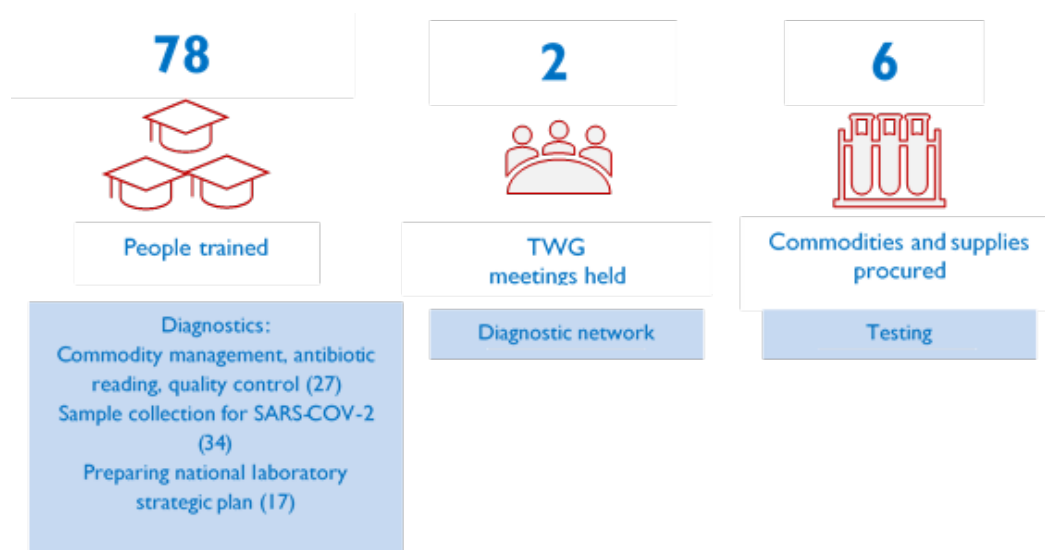 78
People trained
Diagnostics:
Commodity management, antibiotic
reading, quality control (27)
Sample collection for SARS-COV-2
(34)
Preparing national laboratory
strategic plan (17)
2
TWG
meetings held
Diagnostic network
6
Commodities and supplies
procured
Testing